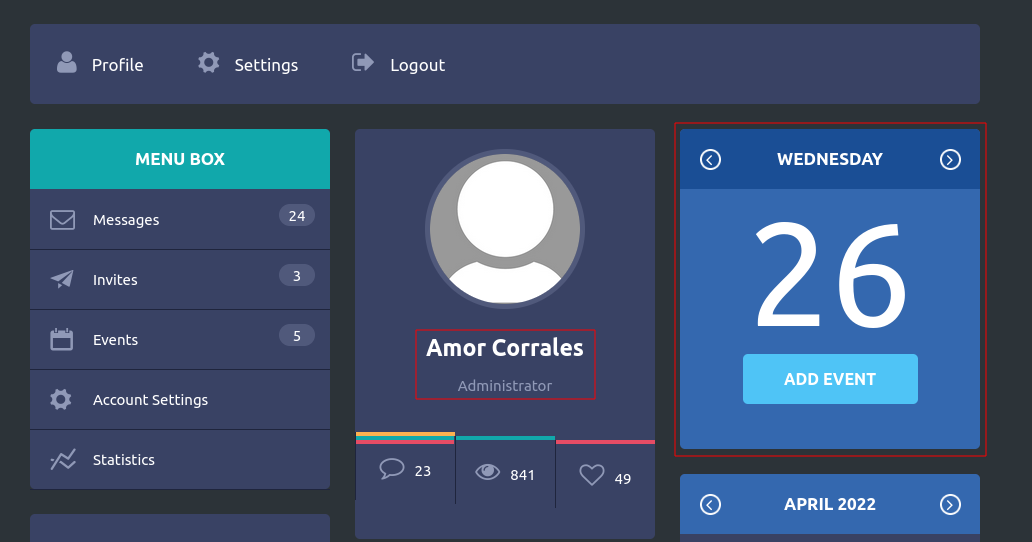 Profile
Settings
Logout
MENU BOX
Messages 24
Invites 3
Events 5
Account Settings
Statistics
Amor Corrales
Administrator
23
841
49
WEDNESDAY
26
ADD EVENT
APRIL 2022